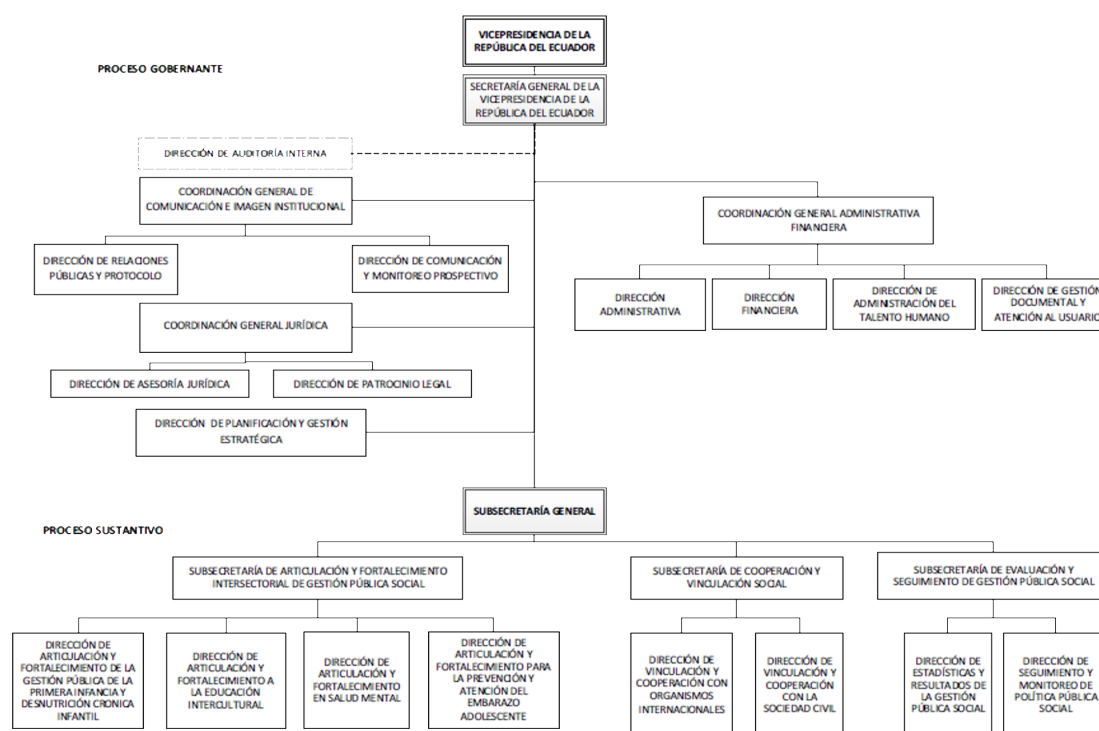 VICEPRESIDENCIA DE LA
REPÚBLICA DEL ECUADOR
PROCESO GOBERNANTE
SECRETARÍA GENERAL DE LA
VICEPRESIDENCIA DE LA
REPÚBLICA DEL ECUADOR
DIRECCIÓN DE AUDITORÍA INTERNA
COORDINACIÓN GENERAL DE
COMUNICACIÓN E IMAGEN INSTITUCIONAL
COORDINACIÓN GENERAL ADMINISTRATIVA
FINANCIERA
DIRECCIÓN DE RELACIONES
PÚBLICAS Y PROTOCOLO
DIRECCIÓN DE COMUNICACIÓN
Y MONITOREO PROSPECTIVO
DIRECCIÓN
ADMINISTRATIVA
DIRECCIÓN
FINANCIERA
DIRECCIÓN DE
ADMINISTRACIÓN DEL
TALENTO HUMANO
DIRECCIÓN DE GESTIÓN
DOCUMENTAL Y
ATENCIÓN AL USUARIO
COORDINACIÓN GENERAL JURÍDICA
DIRECCIÓN DE ASESORÍA JURÍDICA
DIRECCIÓN DE PATROCINIO LEGAL
DIRECCIÓN DE PLANIFICACIÓN Y GESTIÓN
ESTRATÉGICA
SUBSECRETARÍA GENERAL
PROCESO SUSTANTIVO
SUBSECRETARÍA DE ARTICULACIÓN Y FORTALECIMIENTO
INTERSECTORIAL DE GESTIÓN PÚBLICA SOCIAL
SUBSECRETARÍA DE COOPERACIÓN Y
VINCULACIÓN SOCIAL
SUBSECRETARÍA DE EVALUACIÓN Y
SEGUIMIENTO DE GESTIÓN PÚBLICA SOCIAL
DIRECCIÓN DE
ARTICULACIÓN Y
FORTALECIMIENTO DE LA
GESTIÓN PÚBLICA DE LA
PRIMERA INFANCIA Y
DESNUTRICIÓN CRONICA
INFANTIL
DIRECCIÓN DE
ARTICULACIÓN Y
FORTALECIMIENTO A
LA EDUCACIÓN
INTERCULTURAL
DIRECCIÓN DE
ARTICULACIÓN Y
FORTALECIMIENTO
EN SALUD MENTAL
DIRECCIÓN DE
ARTICULACIÓN Y
FORTALECIMIENTO PARA
LA PREVENCIÓN Y
ATENCIÓN DEL
EMBARAZO
ADOLESCENTE
DIRECCIÓN DE
VINCULACIÓN Y
COOPERACIÓN CON
ORGANISMOS
INTERNACIONALES
DIRECCIÓN DE
VINCULACIÓN Y
COOPERACIÓN
CON LA
SOCIEDAD CIVIL
DIRECCIÓN DE
ESTADÍSTICAS Y
RESULTADOS DE
LA GESTIÓN
PÚBLICA SOCIAL
DIRECCIÓN DE
SEGUIMIENTO Y
MONITOREO DE
POLÍTICA PÚBLICA
SOCIAL